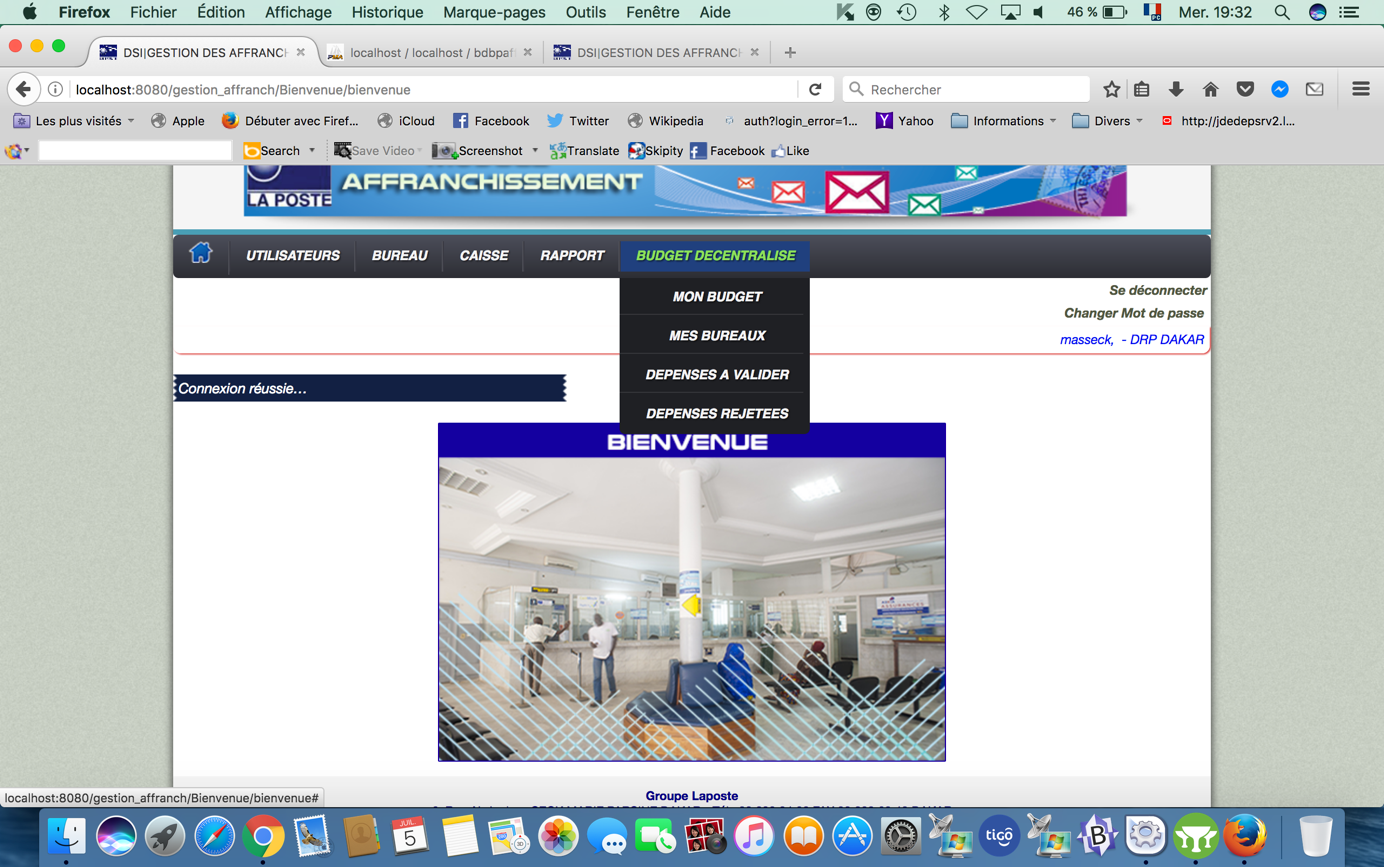 Firefox Fichier Édition Affichage Historique Marque-pages Outils Fenêtre Aide 46 % Mer. 19:32
DSI|GESTION DES AFFRANCH localhost / localhost / bdbpaf DSI|GESTION DES AFFRANCH
localhost:8080/gestion_affranch/Bienvenue/bienvenue Rechercher
Les plus visités Apple Débuter avec Firef... iCloud Facebook Twitter Wikipedia auth?login_error=1... Yahoo Informations Divers http://jdedepsrv2.l...
Search Save Video Screenshot Translate Skipity Facebook Like
AFFRANCHISSEMENT
LA POSTE
UTILISATEURS BUREAU CAISSE RAPPORT BUDGET DECENTRALISE
MON BUDGET
MES BUREAUX
DEPENSES A VALIDER
DEPENSES REJETEES
Se déconnecter
Changer Mot de passe
masseck, - DRP DAKAR
Connexion réussie...
BIENVENUE
ASSURANCES
Groupe Laposte
localhost:8080/gestion_affranch/Bienvenue/bienvenue#
JUIL.
5
3D
tigo
B